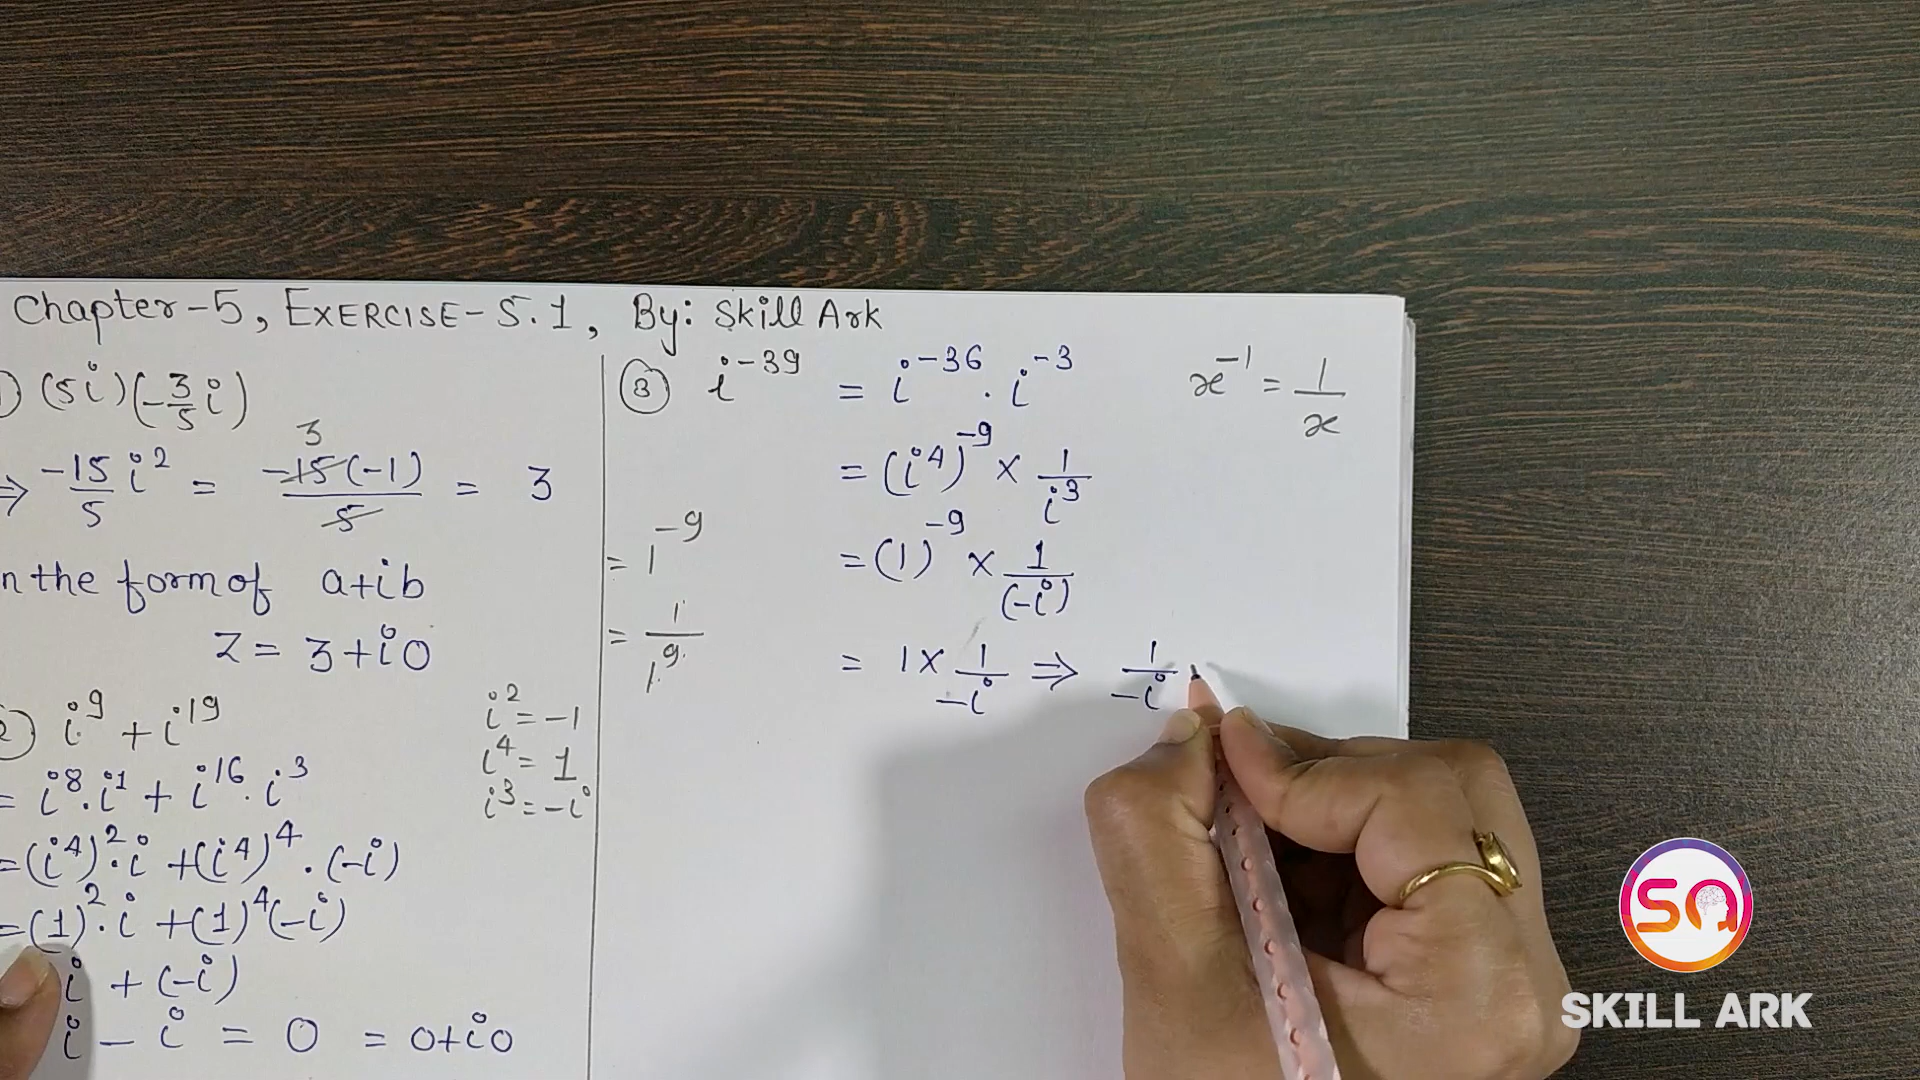 Chapter-5, EXERCISE-5.1, By: Skill Ark
) (5i)(-3/5 i)
⇒ -15/5 i² = -15(-1)/5 = 3
3
n the form of a+ib
z = 3+i0
2) i⁹ + i¹⁹
= i⁸.i¹ + i¹⁶.i³
= (i⁴)².i + (i⁴)⁴.(-i)
= (1)².i + (1)⁴(-i)
i + (-i)
i - i = 0 = 0+i0
i² = -1
i⁴ = 1
i³ = -i
③ i⁻³⁹ = i⁻³⁶ . i⁻³
= (i⁴)⁻⁹ × 1/i³
= (1)⁻⁹ × 1/(-i)
= 1 × 1/-i ⇒ 1/-i
= 1⁻⁹
= 1/1⁹
x⁻¹ = 1/x
SA
SKILL ARK